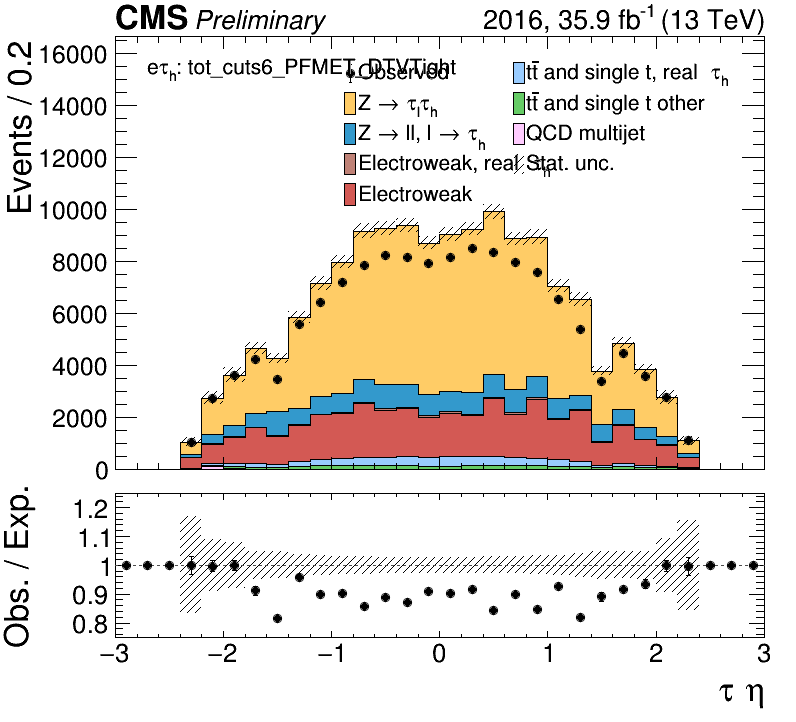 CMS Preliminary 2016, 35.9 fb⁻¹ (13 TeV)
Events / 0.2
16000
14000
12000
10000
8000
6000
4000
2000
0
eτh: tot_cuts6_PFMET_DTVTight
Observed
Z → τlτh
Z → ll, l → τh
Electroweak, real τh
Electroweak
tt̄ and single t, real τh
tt̄ and single t other
QCD multijet
Stat. unc.
Obs. / Exp.
1.2
1.1
1
0.9
0.8
−3 −2 −1 0 1 2 3
τ η